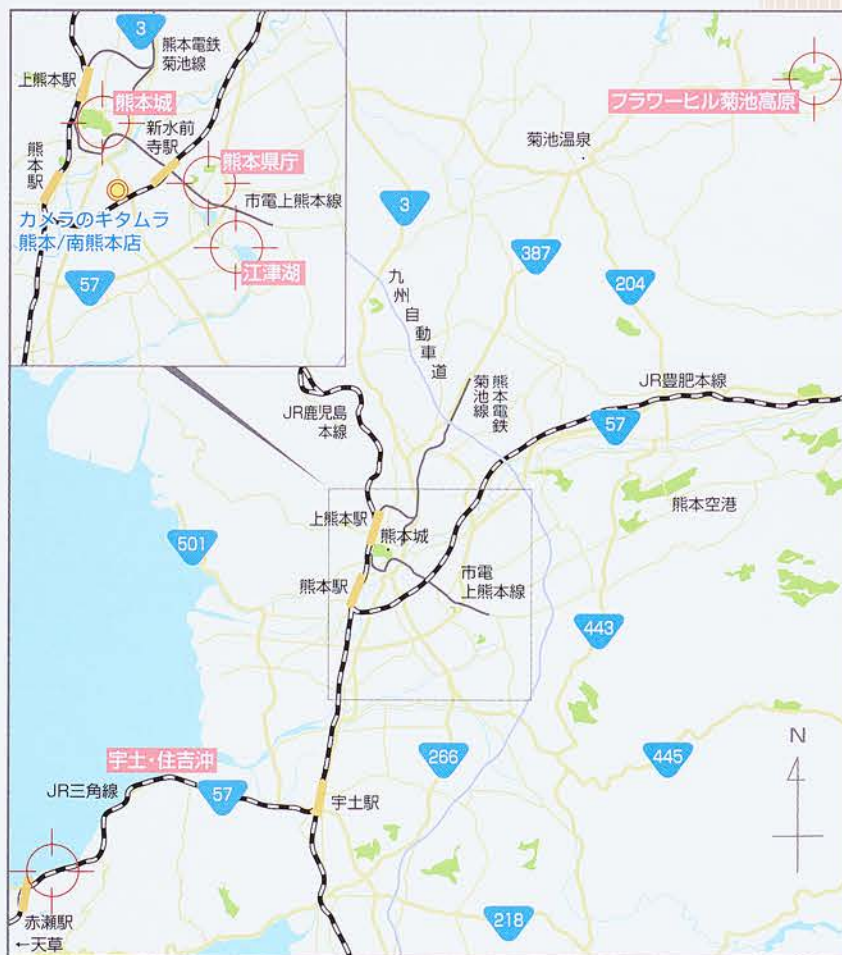 3
熊本電鉄
菊池線
上熊本駅
熊本城
新水前
寺駅
熊本駅
熊本県庁
市電上熊本線
カメラのキタムラ
熊本/南熊本店
江津湖
57
フラワーヒル菊池高原
菊池温泉
3
387
204
九州自動車道
熊本電鉄
菊池線
JR豊肥本線
JR鹿児島
本線
57
熊本空港
上熊本駅
熊本城
501
熊本駅
市電
上熊本線
443
宇土・住吉沖
266
445
N
JR三角線
57
宇土駅
赤瀬駅
218
←天草